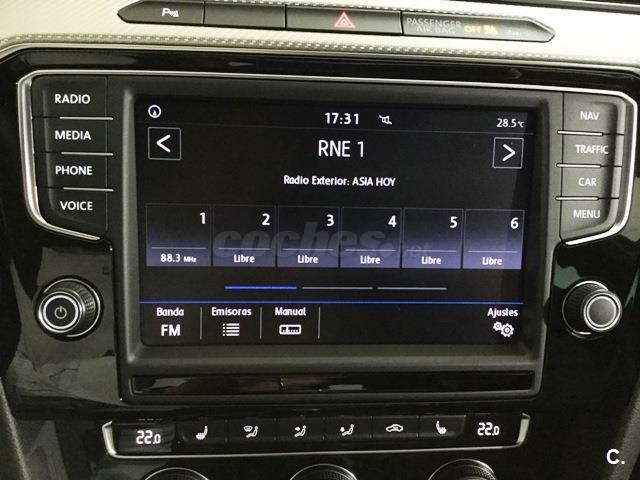 PASSENGER
AIR BAG OFF
RADIO
MEDIA
PHONE
VOICE
NAV
TRAFFIC
CAR
MENU
17:31
28.5°C
RNE 1
Radio Exterior: ASIA HOY
1 2 3 4 5 6
88.3 MHz Libre Libre Libre Libre Libre
coches.net
Banda Emisoras Manual Ajustes
FM
22.0 22.0
C.